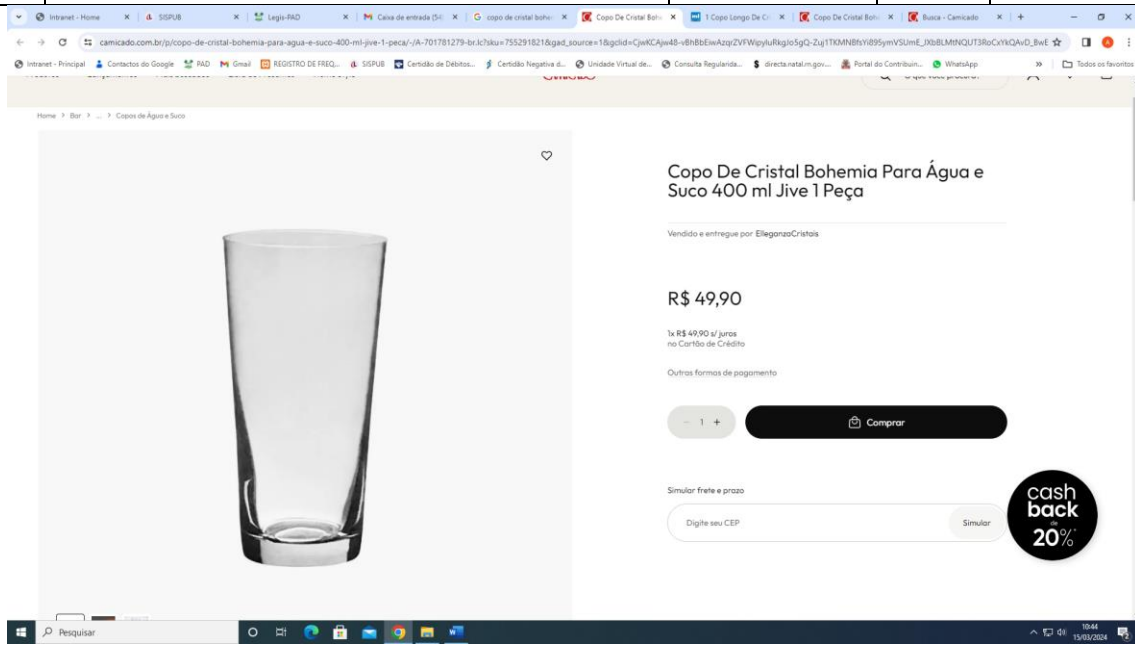 Intranet - Home
SISPUB
Legis-PAD
Caixa de entrada (54)
copo de cristal bohe
Copo De Cristal Boh
1 Copo Longo De Cri
Copo De Cristal Boh
Busca - Camicado
camicado.com.br/p/copo-de-cristal-bohemia-para-agua-e-suco-400-ml-jive-1-peca/-/A-701781279-br.lc?sku=755291821&gad_source=1
Intranet - Principal
Contactos do Google
PAD
Gmail
REGISTRO DE FREQ...
SISPUB
Certidão de Débitos...
Certidão Negativa d...
Unidade Virtual de...
Consulta Regularida...
directa.natal.rn.gov...
Portal do Contribuin...
WhatsApp
Todos os favoritos
Home > Bar > ... > Copos de Água e Suco
Copo De Cristal Bohemia Para Água e
Suco 400 ml Jive 1 Peça
Vendido e entregue por ElleganzaCristais
R$ 49,90
1x R$ 49,90 s/ juros
no Cartão de Crédito
Outras formas de pagamento
- 1 +
Comprar
Simular frete e prazo
Digite seu CEP
Simular
cash
back
de
20%
Pesquisar
10:44
15/03/2024